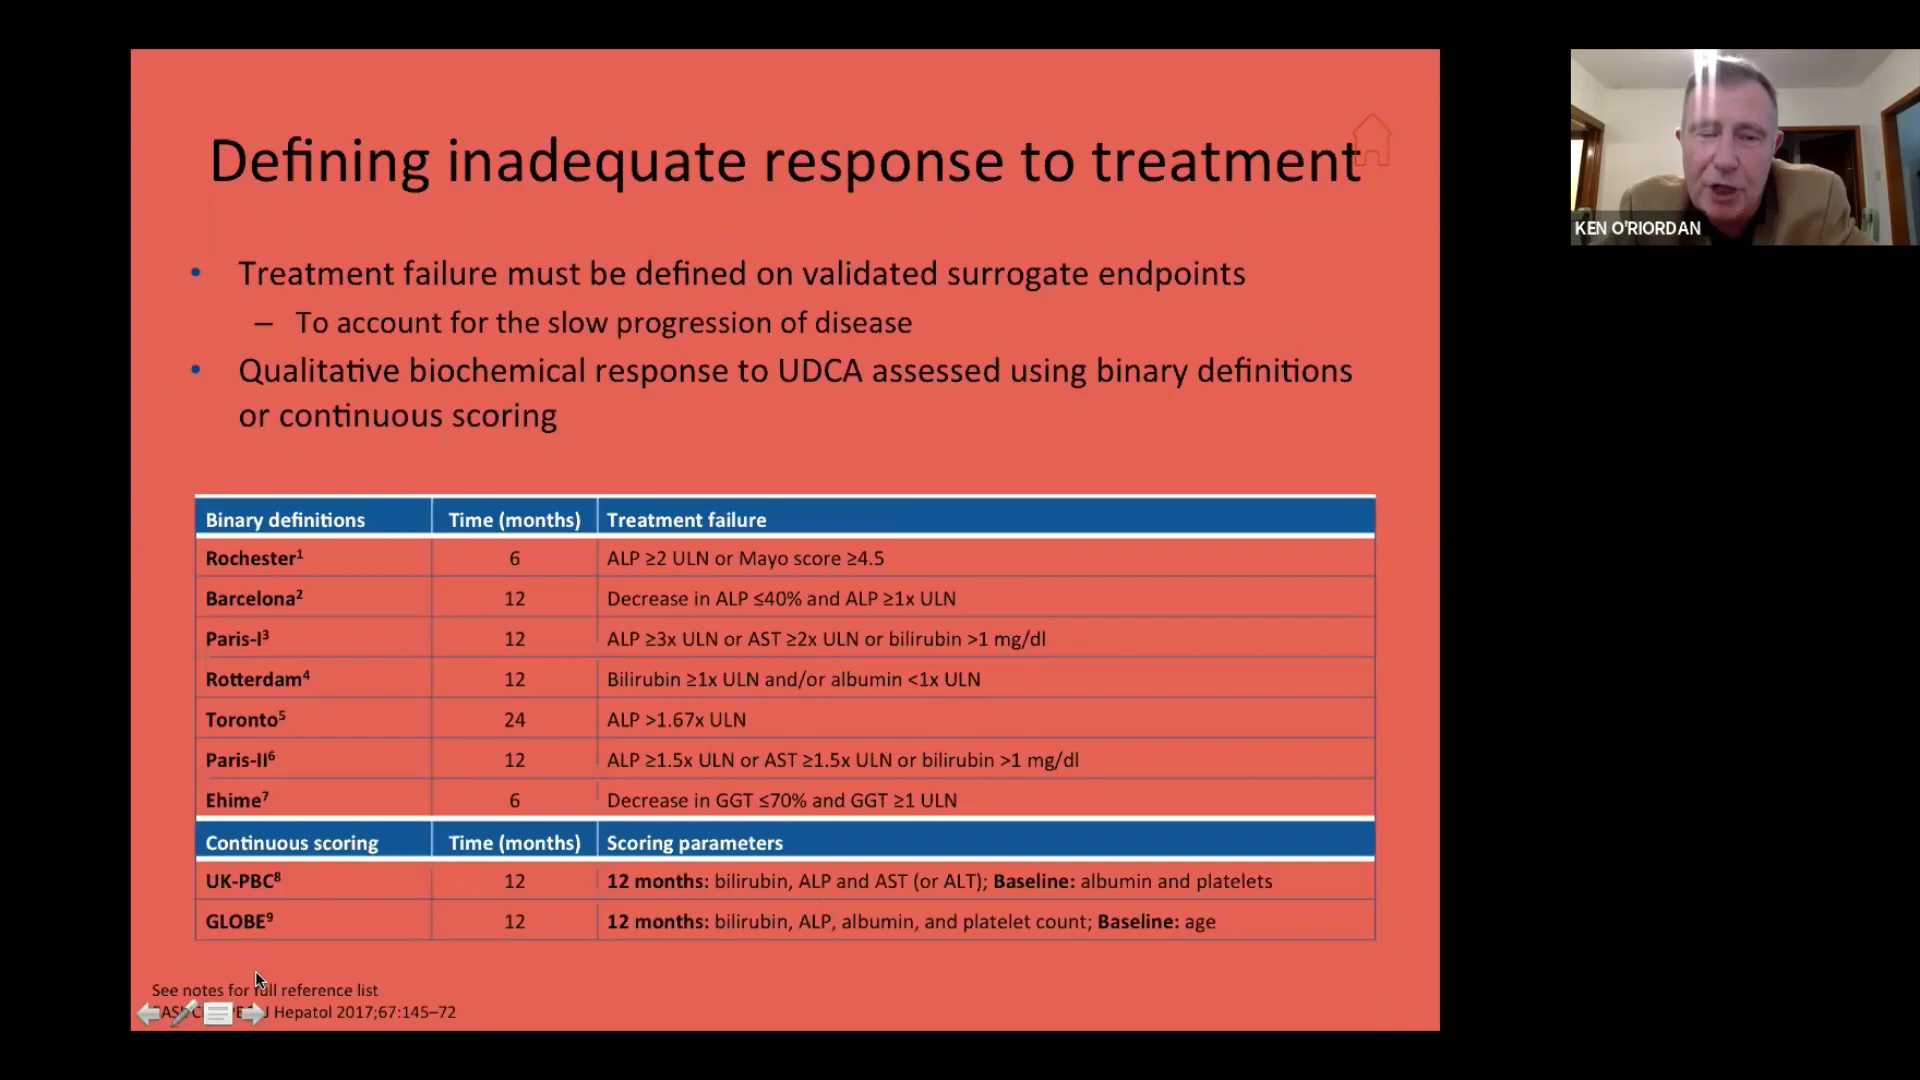 Defining inadequate response to treatment
• Treatment failure must be defined on validated surrogate endpoints
– To account for the slow progression of disease
• Qualitative biochemical response to UDCA assessed using binary definitions
or continuous scoring
Binary definitions Time (months) Treatment failure
Rochester¹ 6 ALP ≥2 ULN or Mayo score ≥4.5
Barcelona² 12 Decrease in ALP ≤40% and ALP ≥1x ULN
Paris-I³ 12 ALP ≥3x ULN or AST ≥2x ULN or bilirubin >1 mg/dl
Rotterdam⁴ 12 Bilirubin ≥1x ULN and/or albumin <1x ULN
Toronto⁵ 24 ALP >1.67x ULN
Paris-II⁶ 12 ALP ≥1.5x ULN or AST ≥1.5x ULN or bilirubin >1 mg/dl
Ehime⁷ 6 Decrease in GGT ≤70% and GGT ≥1 ULN
Continuous scoring Time (months) Scoring parameters
UK-PBC⁸ 12 12 months: bilirubin, ALP and AST (or ALT); Baseline: albumin and platelets
GLOBE⁹ 12 12 months: bilirubin, ALP, albumin, and platelet count; Baseline: age
See notes for full reference list
J Hepatol 2017;67:145–72
KEN O'RIORDAN